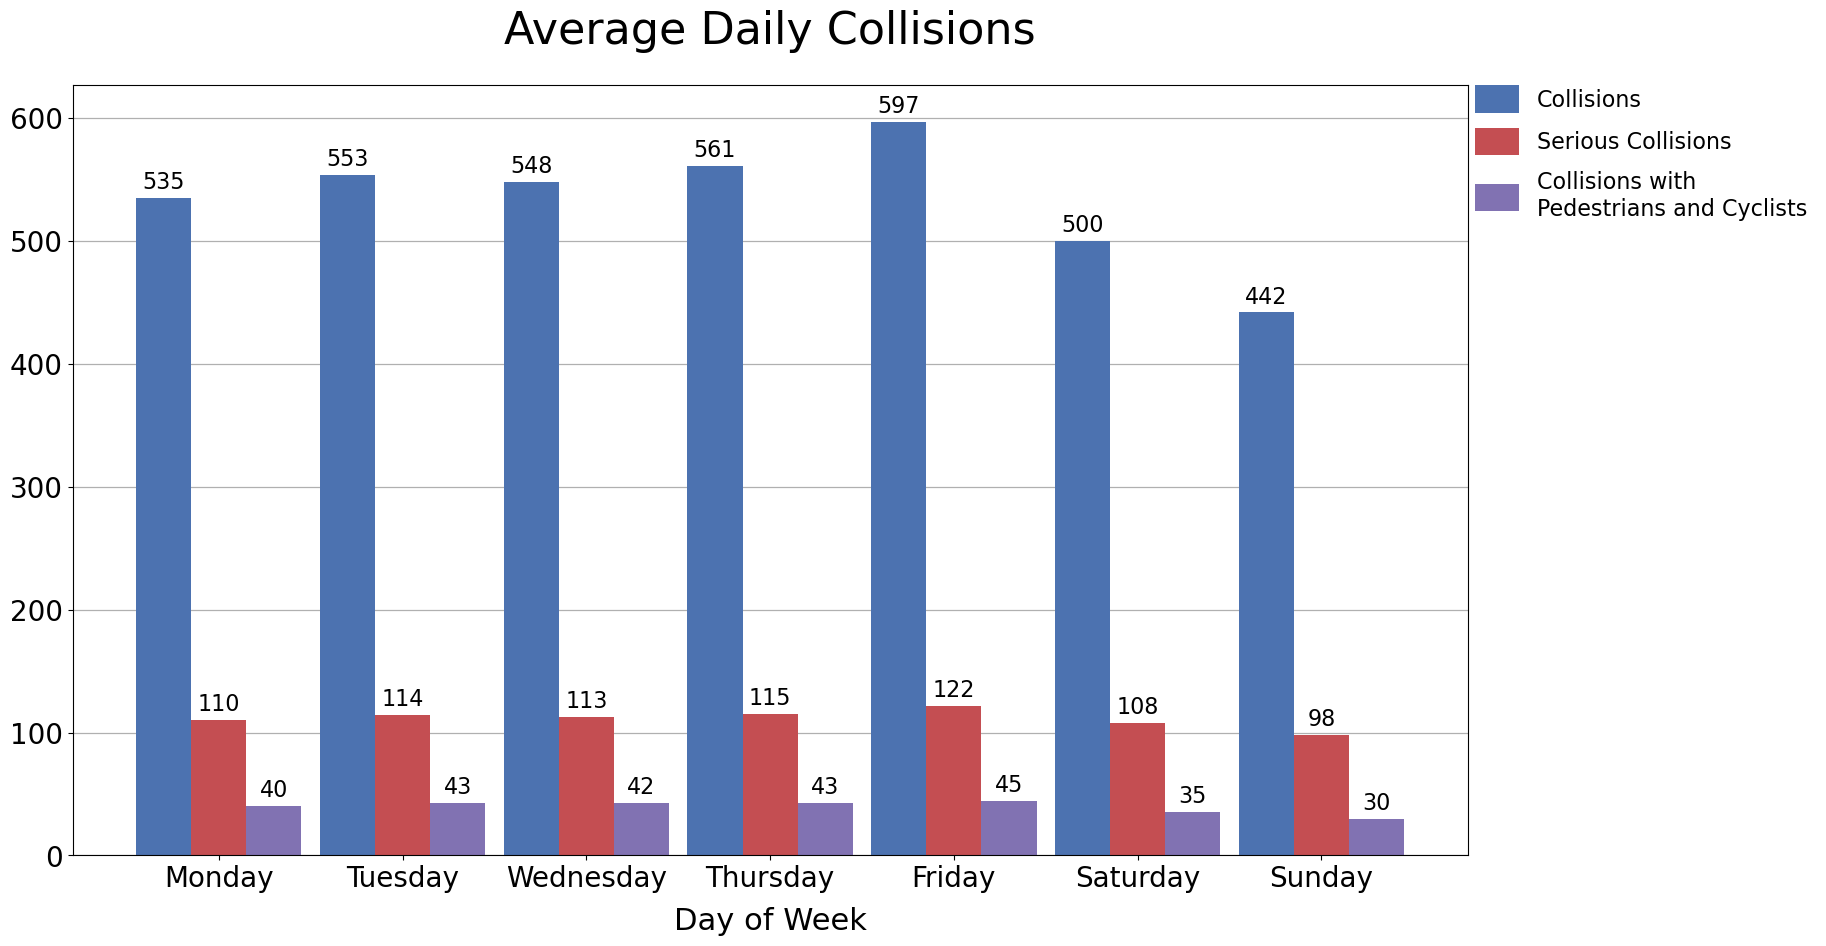 Average Daily Collisions
Collisions
Serious Collisions
Collisions with
Pedestrians and Cyclists
600
500
400
300
200
100
0
535
110
40
553
114
43
548
113
42
561
115
43
597
122
45
500
108
35
442
98
30
Monday
Tuesday
Wednesday
Thursday
Friday
Saturday
Sunday
Day of Week